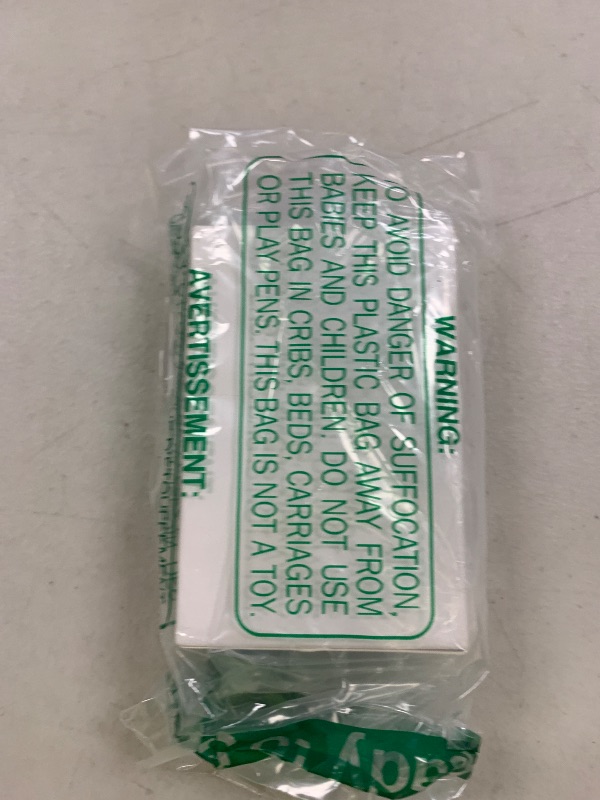 WARNING:
TO AVOID DANGER OF SUFFOCATION,
KEEP THIS PLASTIC BAG AWAY FROM
BABIES AND CHILDREN. DO NOT USE
THIS BAG IN CRIBS, BEDS, CARRIAGES
OR PLAY PENS. THIS BAG IS NOT A TOY.
AVERTISSEMENT: